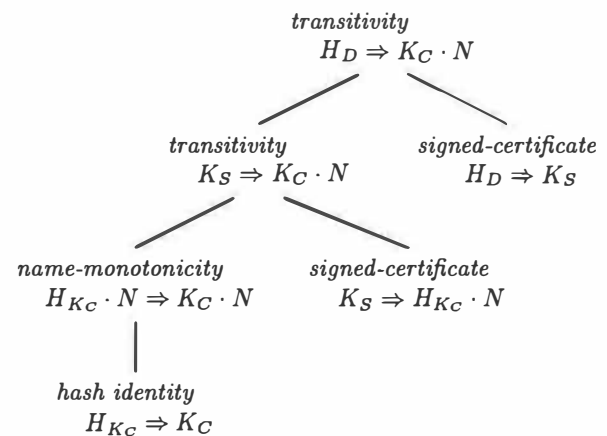 transitivity
H_D ⇒ K_C · N
transitivity
K_S ⇒ K_C · N
signed-certificate
H_D ⇒ K_S
name-monotonicity
H_{K_C} · N ⇒ K_C · N
signed-certificate
K_S ⇒ H_{K_C} · N
hash identity
H_{K_C} ⇒ K_C